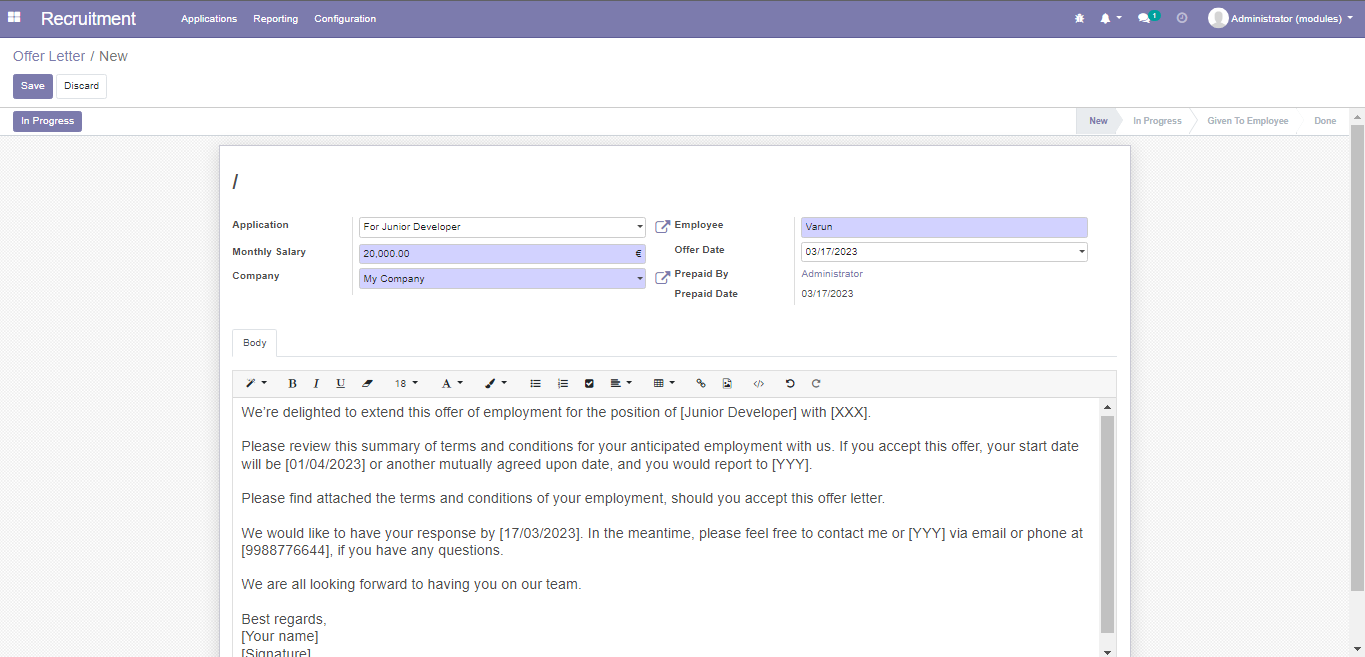 Recruitment Applications Reporting Configuration 1 Administrator (modules)
Offer Letter / New
Save Discard
In Progress New In Progress Given To Employee Done
/
Application For Junior Developer Employee Varun
Monthly Salary 20,000.00 € Offer Date 03/17/2023
Company My Company Prepaid By Administrator
Prepaid Date 03/17/2023
Body
B I U 18 A
We're delighted to extend this offer of employment for the position of [Junior Developer] with [XXX].
Please review this summary of terms and conditions for your anticipated employment with us. If you accept this offer, your start date
will be [01/04/2023] or another mutually agreed upon date, and you would report to [YYY].
Please find attached the terms and conditions of your employment, should you accept this offer letter.
We would like to have your response by [17/03/2023]. In the meantime, please feel free to contact me or [YYY] via email or phone at
[9988776644], if you have any questions.
We are all looking forward to having you on our team.
Best regards,
[Your name]
[Signature]